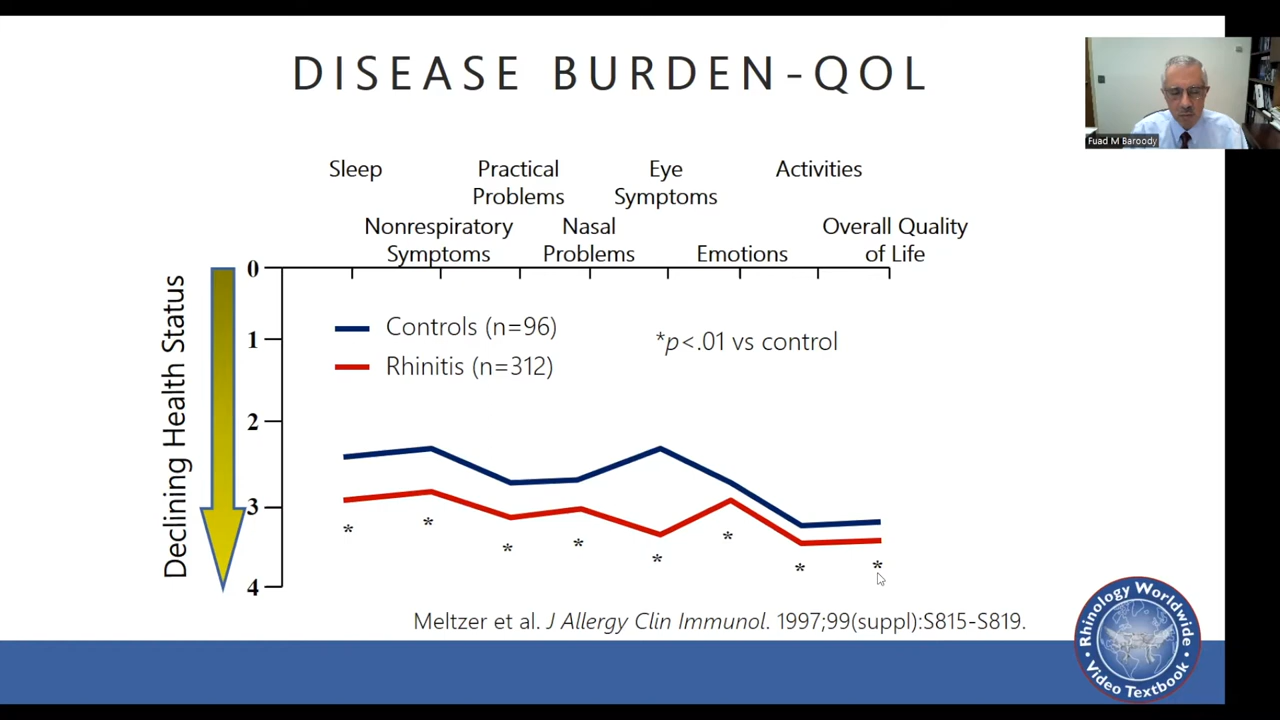 DISEASE BURDEN-QOL
Fuad M Baroody
Sleep
Practical
Problems
Eye
Symptoms
Activities
Nonrespiratory
Symptoms
Nasal
Problems
Emotions
Overall Quality
of Life
Declining Health Status
0
1
2
3
4
Controls (n=96)
Rhinitis (n=312)
*p<.01 vs control
* * * * * * * *
Meltzer et al. J Allergy Clin Immunol. 1997;99(suppl):S815-S819.
Rhinology Worldwide
Video Textbook